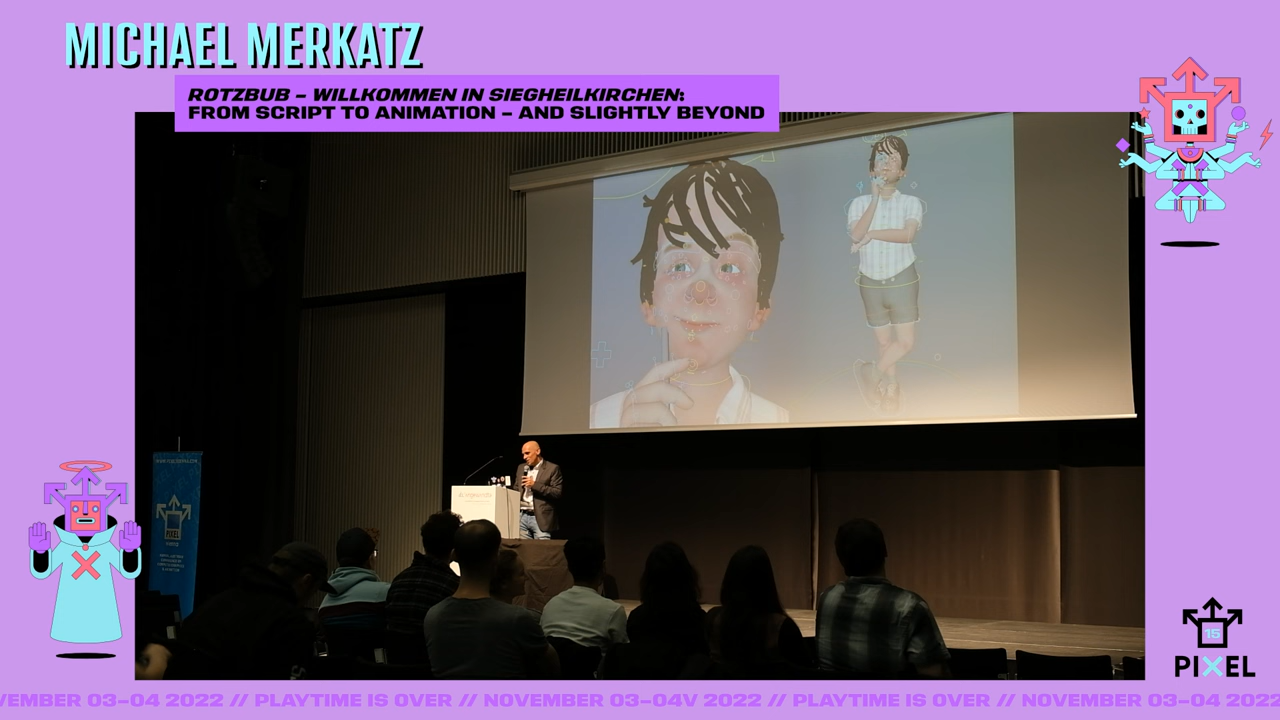 MICHAEL MERKATZ
ROTZBUB – WILLKOMMEN IN SIEGHEILKIRCHEN:
FROM SCRIPT TO ANIMATION – AND SLIGHTLY BEYOND
PIXEL
15
PIXEL
VEMBER 03–04 2022 // PLAYTIME IS OVER // NOVEMBER 03–04V 2022 // PLAYTIME IS OVER // NOVEMBER 03–04 2022